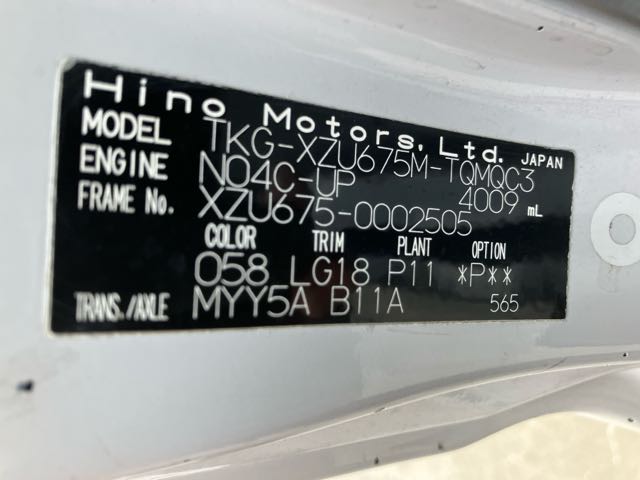 Hino Motors, Ltd. JAPAN
MODEL TKG-XZU675M-TQMQC3
ENGINE N04C-UP 4009 mL
FRAME No. XZU675-0002505
COLOR TRIM PLANT OPTION
058 LG18 P11 *P**
TRANS./AXLE MYY5A B11A 565